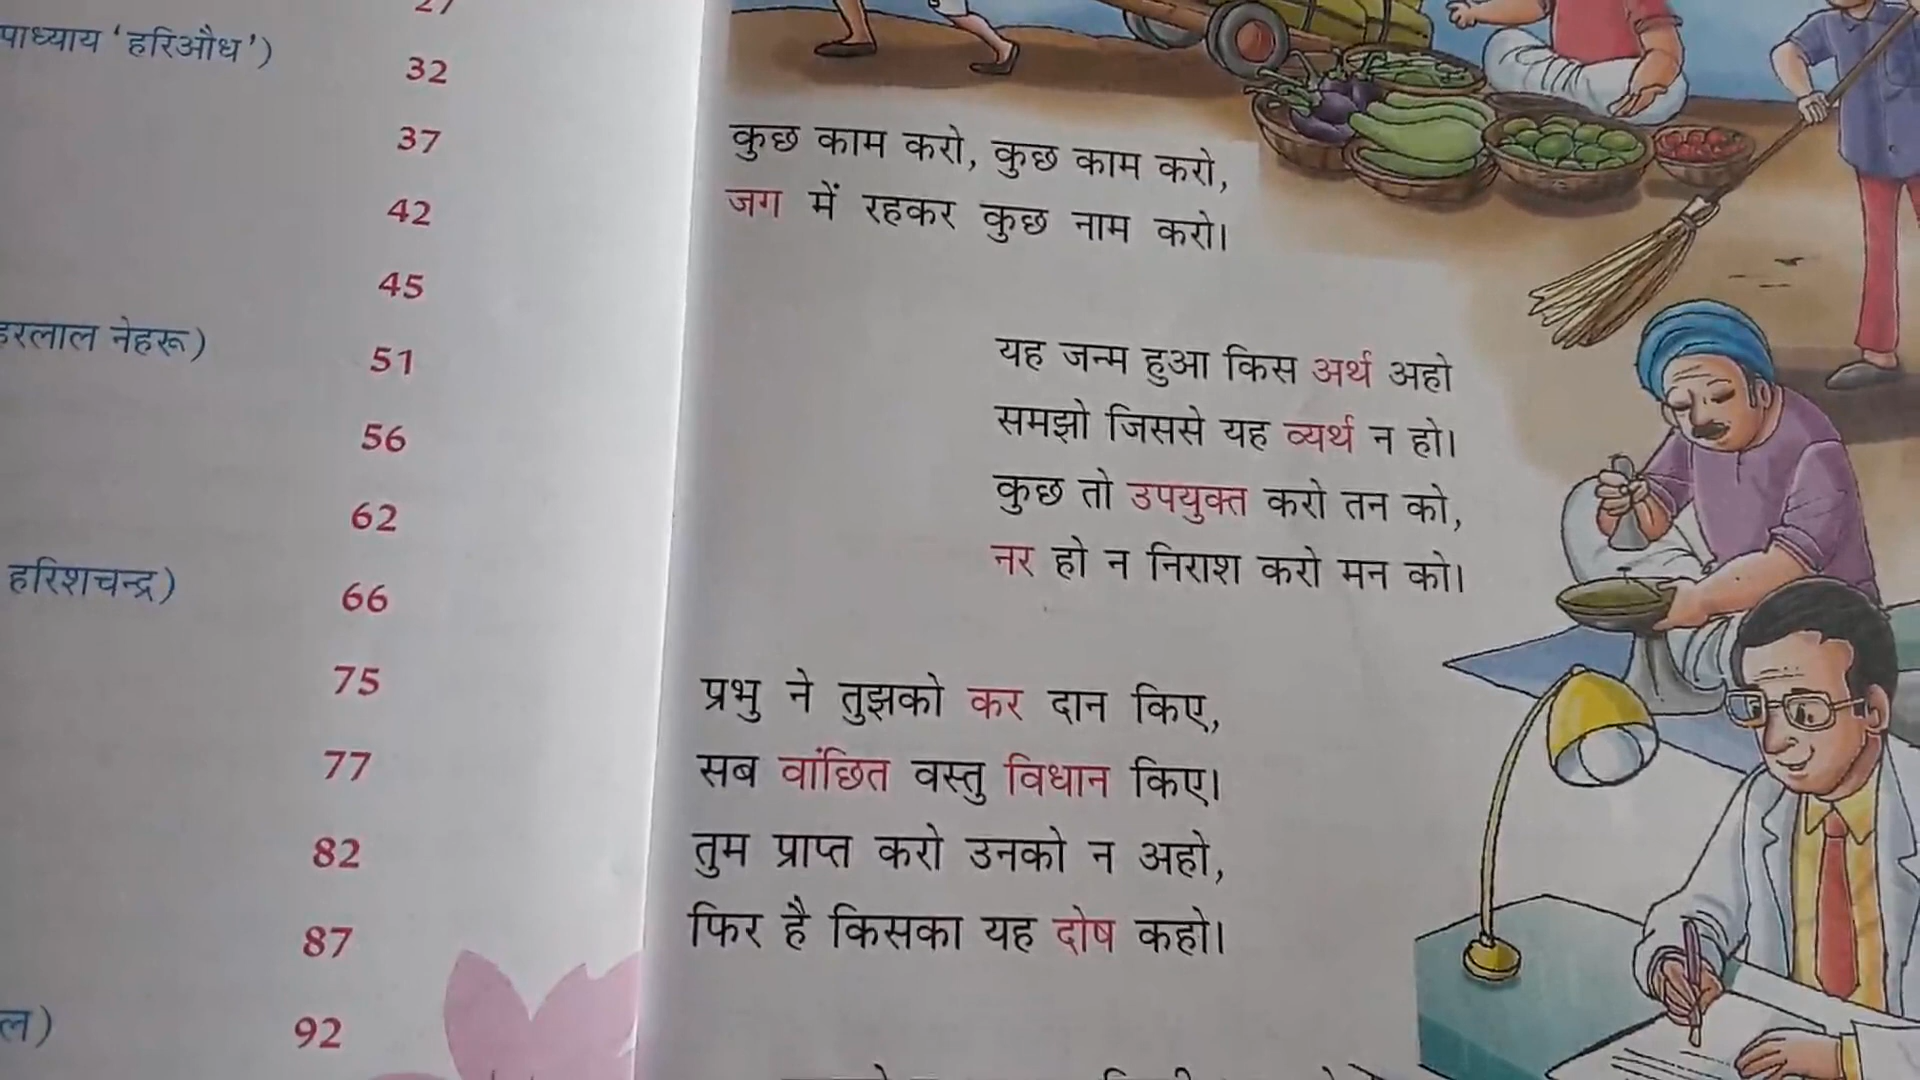 पाध्याय 'हरिऔध')
27
32
37
42
45
हरलाल नेहरू)
51
56
62
हरिशचन्द्र)
66
75
77
82
87
ल)
92
कुछ काम करो, कुछ काम करो,
जग में रहकर कुछ नाम करो।
यह जन्म हुआ किस अर्थ अहो
समझो जिससे यह व्यर्थ न हो।
कुछ तो उपयुक्त करो तन को,
नर हो न निराश करो मन को।
प्रभु ने तुझको कर दान किए,
सब वांछित वस्तु विधान किए।
तुम प्राप्त करो उनको न अहो,
फिर है किसका यह दोष कहो।